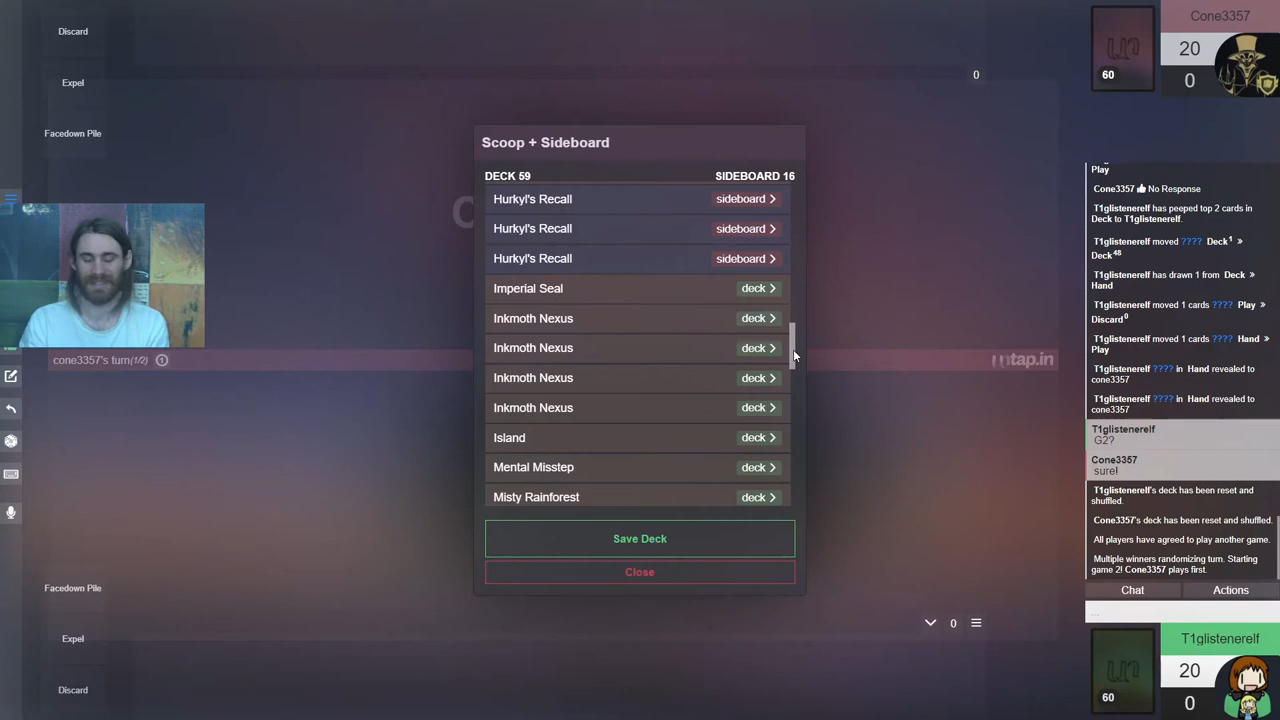 Discard
Expel
Facedown Pile
0
Cone3357
20
0
60
Scoop + Sideboard
DECK 59
SIDEBOARD 16
Hurkyl's Recall sideboard >
Hurkyl's Recall sideboard >
Hurkyl's Recall sideboard >
Imperial Seal deck >
Inkmoth Nexus deck >
Inkmoth Nexus deck >
Inkmoth Nexus deck >
Inkmoth Nexus deck >
Island deck >
Mental Misstep deck >
Misty Rainforest deck >
Save Deck
Close
cone3357's turn(1/2) 1
untap.in
Play
Cone3357 No Response
T1glistenerelf has peeped top 2 cards in
Deck to T1glistenerelf.
T1glistenerelf moved ???? Deck1 »
Deck48
T1glistenerelf has drawn 1 from Deck »
Hand
T1glistenerelf moved 1 cards ???? Play »
Discard0
T1glistenerelf moved 1 cards ???? Hand »
Play
T1glistenerelf ???? in Hand revealed to
cone3357
T1glistenerelf ???? in Hand revealed to
cone3357
T1glistenerelf
G2?
Cone3357
sure!
T1glistenerelf's deck has been reset and
shuffled.
Cone3357's deck has been reset and shuffled.
All players have agreed to play another game.
Multiple winners randomizing turn. Starting
game 2! Cone3357 plays first.
Chat
Actions
...
Facedown Pile
Expel
Discard
0
T1glistenerelf
20
0
60